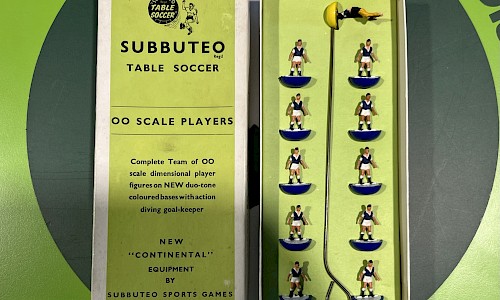 TABLE
SOCCER
SUBBUTEO
Regd
TABLE SOCCER
OO SCALE PLAYERS
Complete Team of OO
scale dimensional player
figures on NEW duo-tone
coloured bases with action
diving goal-keeper
NEW
"CONTINENTAL"
EQUIPMENT
BY
SUBBUTEO SPORTS GAMES